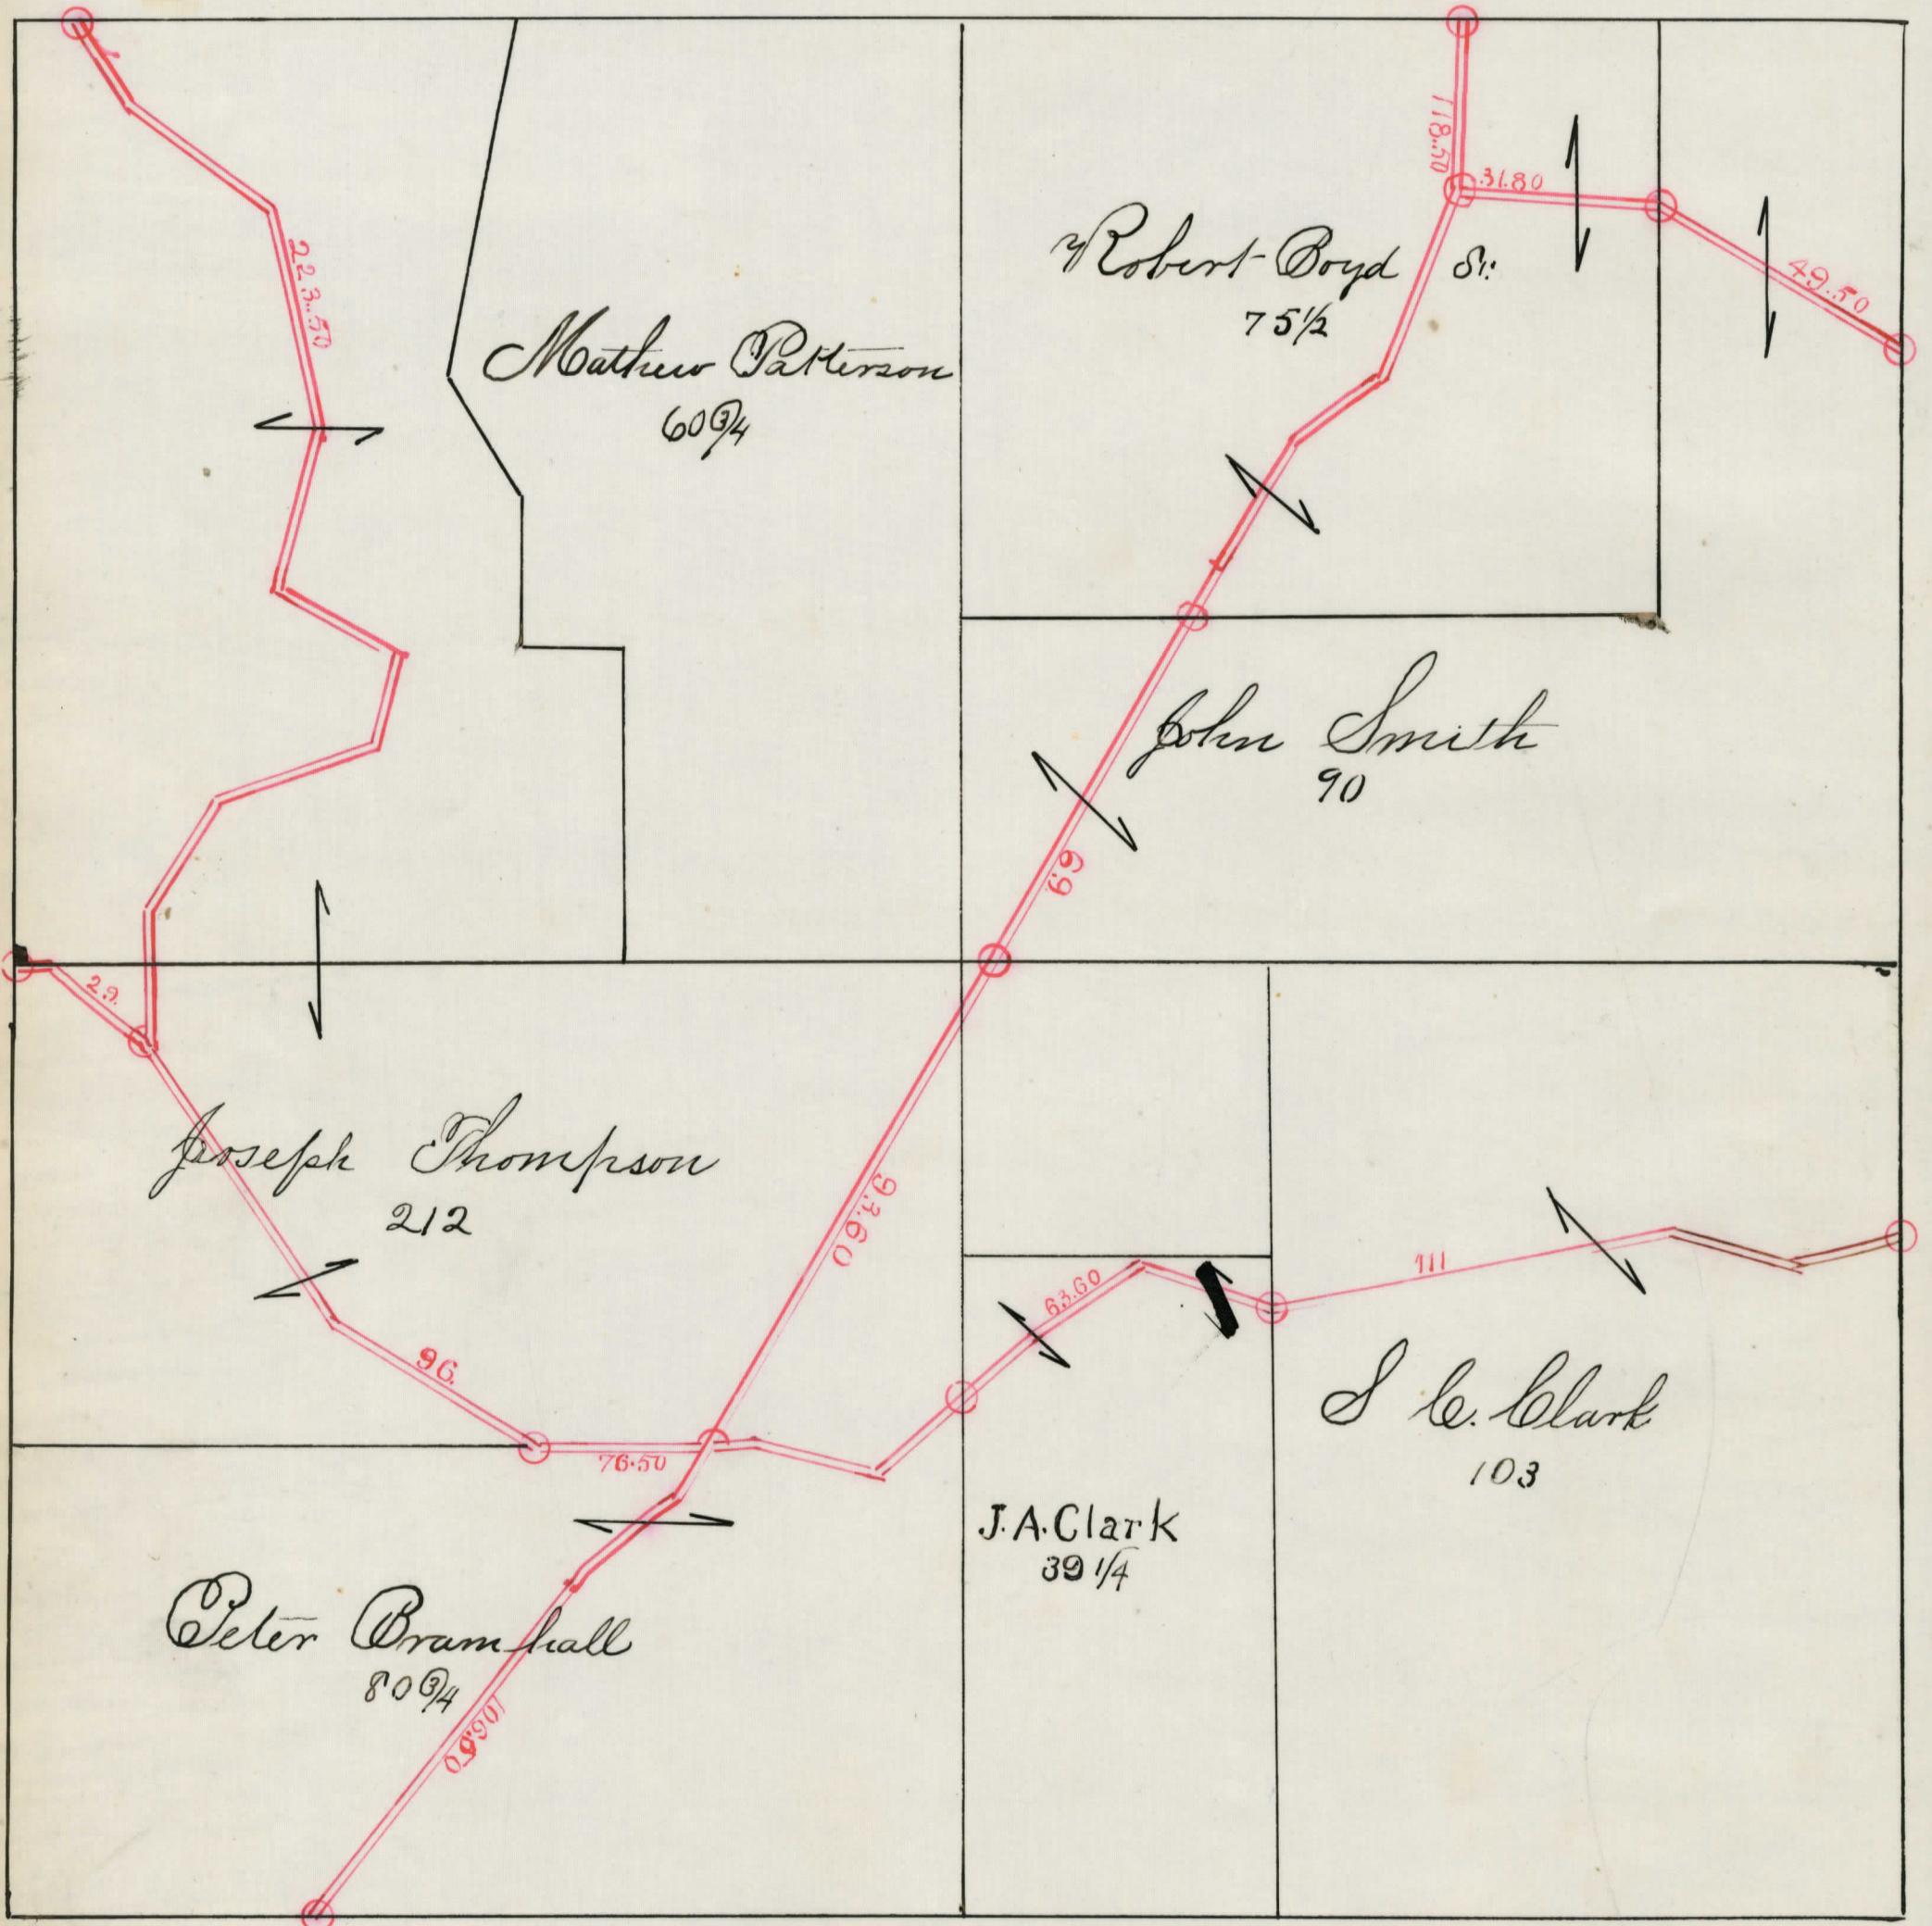 118.50
31.80
49.50
223.50
Robert Boyd Sr.
75 1/2
Mathew Patterson
60 3/4
John Smith
90
69
29.
Joseph Thompson
212
93.60
111
63.60
96.
76.50
S C. Clark
103
J.A. Clark
39 1/4
Peter Bramhall
80 3/4
106.50